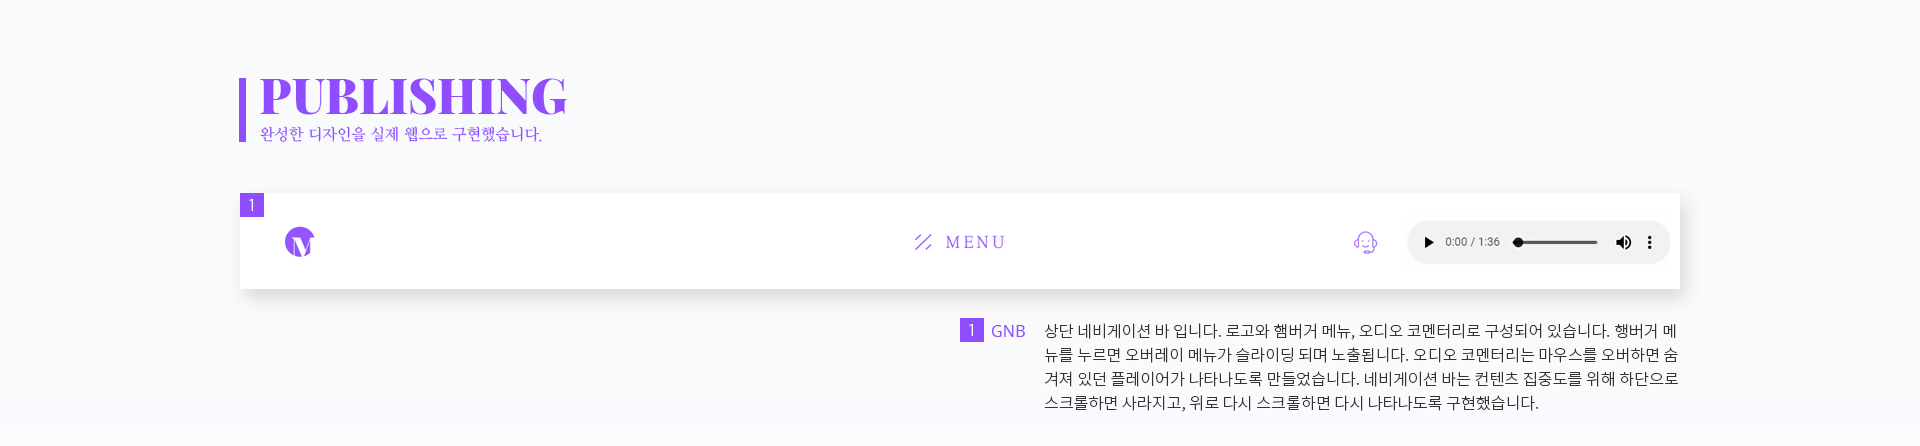 PUBLISHING
완성한 디자인을 실제 웹으로 구현했습니다.
1
M
MENU
0:00 / 1:36
1 GNB
상단 네비게이션 바 입니다. 로고와 햄버거 메뉴, 오디오 코멘터리로 구성되어 있습니다. 행버거 메
뉴를 누르면 오버레이 메뉴가 슬라이딩 되며 노출됩니다. 오디오 코멘터리는 마우스를 오버하면 숨
겨져 있던 플레이어가 나타나도록 만들었습니다. 네비게이션 바는 컨텐츠 집중도를 위해 하단으로
스크롤하면 사라지고, 위로 다시 스크롤하면 다시 나타나도록 구현했습니다.